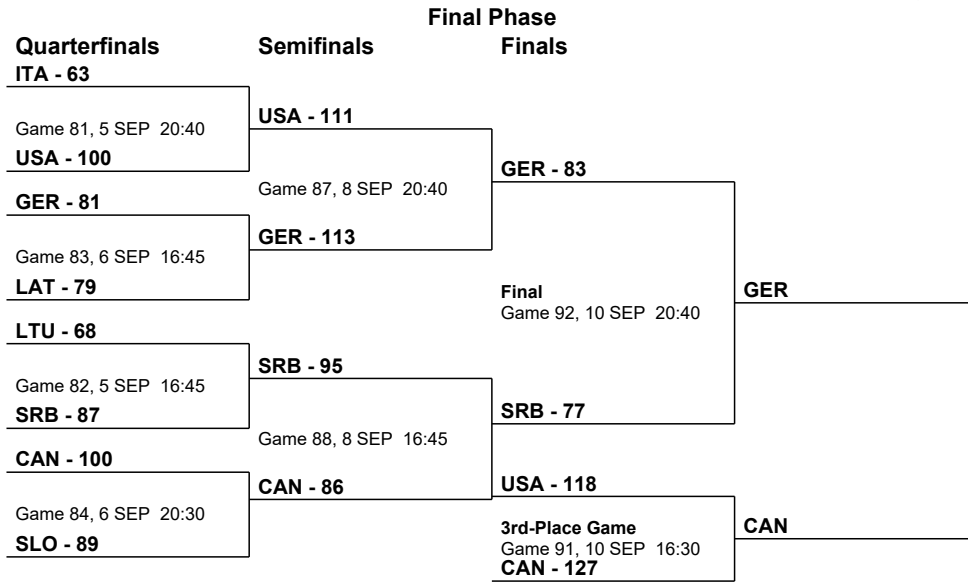 Final Phase
Quarterfinals
Semifinals
Finals
ITA - 63
Game 81, 5 SEP 20:40
USA - 100
GER - 81
Game 83, 6 SEP 16:45
LAT - 79
LTU - 68
Game 82, 5 SEP 16:45
SRB - 87
CAN - 100
Game 84, 6 SEP 20:30
SLO - 89
USA - 111
Game 87, 8 SEP 20:40
GER - 113
SRB - 95
Game 88, 8 SEP 16:45
CAN - 86
GER - 83
Final
Game 92, 10 SEP 20:40
SRB - 77
USA - 118
3rd-Place Game
Game 91, 10 SEP 16:30
CAN - 127
GER
CAN